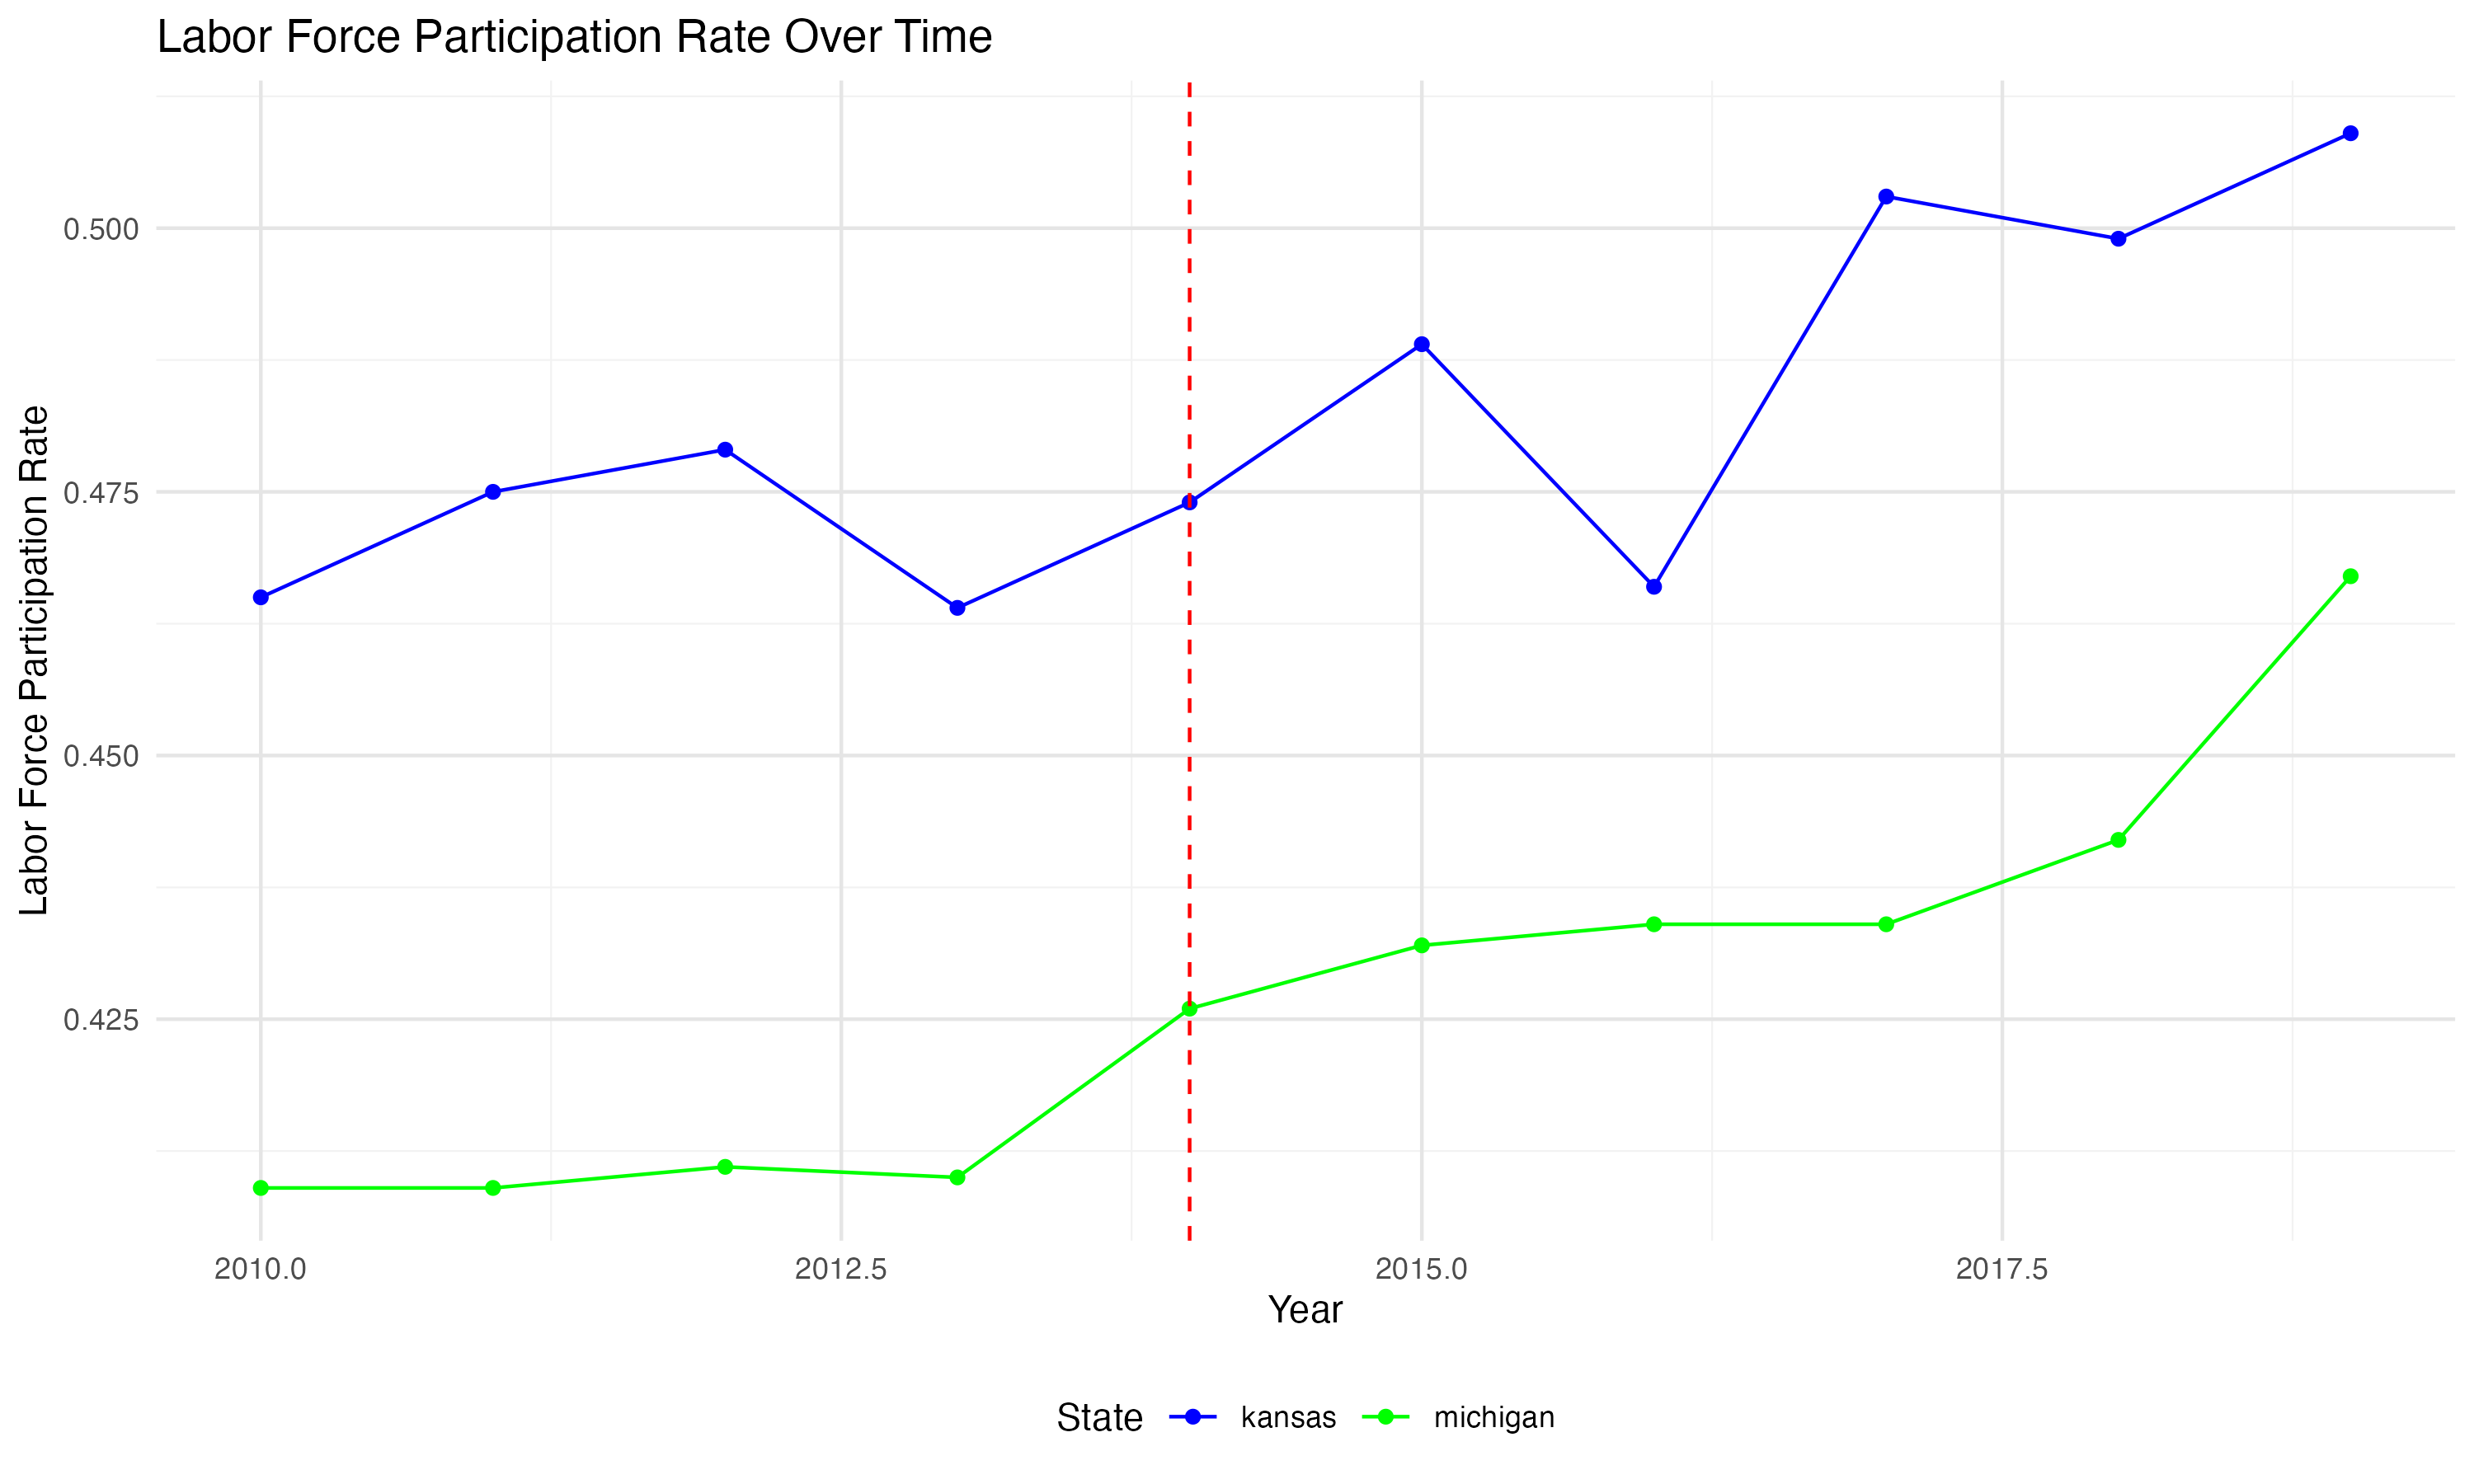 Labor Force Participation Rate Over Time
Labor Force Participation Rate
0.500
0.475
0.450
0.425
2010.0 2012.5 2015.0 2017.5
Year
State kansas michigan